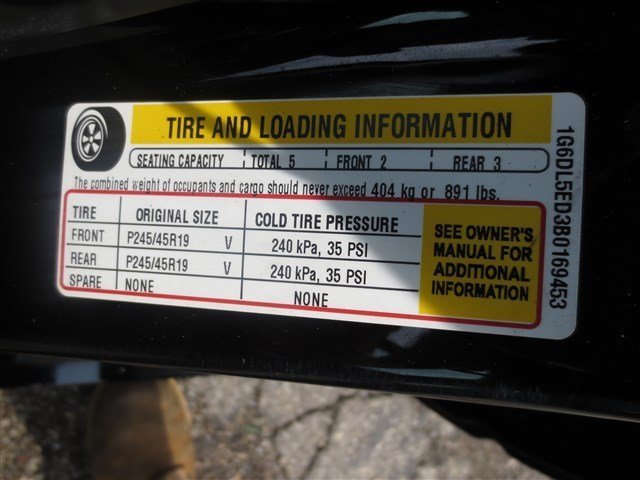 TIRE AND LOADING INFORMATION
SEATING CAPACITY TOTAL 5 FRONT 2 REAR 3
The combined weight of occupants and cargo should never exceed 404 kg or 891 lbs.
TIRE ORIGINAL SIZE COLD TIRE PRESSURE
FRONT P245/45R19 V 240 kPa, 35 PSI
REAR P245/45R19 V 240 kPa, 35 PSI
SPARE NONE NONE
SEE OWNER'S
MANUAL FOR
ADDITIONAL
INFORMATION
1G6DL5ED3B0169453